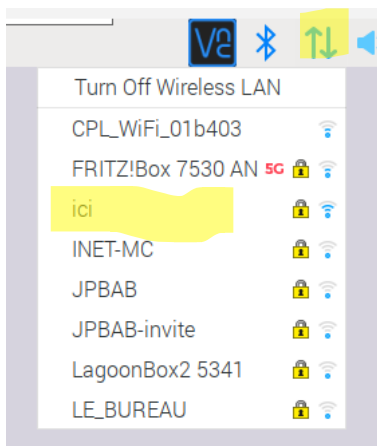 V2
Turn Off Wireless LAN
CPL_WiFi_01b403
FRITZ!Box 7530 AN 5G
ici
INET-MC
JPBAB
JPBAB-invite
LagoonBox2 5341
LE_BUREAU